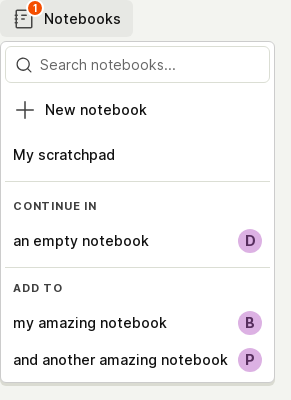 1
Notebooks
Search notebooks...
New notebook
My scratchpad
CONTINUE IN
an empty notebook D
ADD TO
my amazing notebook B
and another amazing notebook P